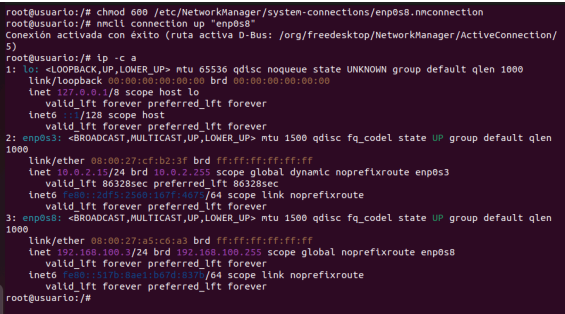 root@usuario:/# chmod 600 /etc/NetworkManager/system-connections/enp0s8.nmconnection
root@usuario:/# nmcli connection up "enp0s8"
Conexión activada con éxito (ruta activa D-Bus: /org/freedesktop/NetworkManager/ActiveConnection/
5)
root@usuario:/# ip -c a
1: lo: <LOOPBACK,UP,LOWER_UP> mtu 65536 qdisc noqueue state UNKNOWN group default qlen 1000
link/loopback 00:00:00:00:00:00 brd 00:00:00:00:00:00
inet 127.0.0.1/8 scope host lo
valid_lft forever preferred_lft forever
inet6 ::1/128 scope host
valid_lft forever preferred_lft forever
2: enp0s3: <BROADCAST,MULTICAST,UP,LOWER_UP> mtu 1500 qdisc fq_codel state UP group default qlen
1000
link/ether 08:00:27:cf:b2:3f brd ff:ff:ff:ff:ff:ff
inet 10.0.2.15/24 brd 10.0.2.255 scope global dynamic noprefixroute enp0s3
valid_lft 86328sec preferred_lft 86328sec
inet6 /64 scope link noprefixroute
valid_lft forever preferred_lft forever
3: enp0s8: <BROADCAST,MULTICAST,UP,LOWER_UP> mtu 1500 qdisc fq_codel state UP group default qlen
1000
link/ether 08:00:27:a5:c6:a3 brd ff:ff:ff:ff:ff:ff
inet 192.168.100.3/24 brd 192.168.100.255 scope global noprefixroute enp0s8
valid_lft forever preferred_lft forever
inet6 fe80::517b:8ae1:b67d:837b/64 scope link noprefixroute
valid_lft forever preferred_lft forever
root@usuario:/#